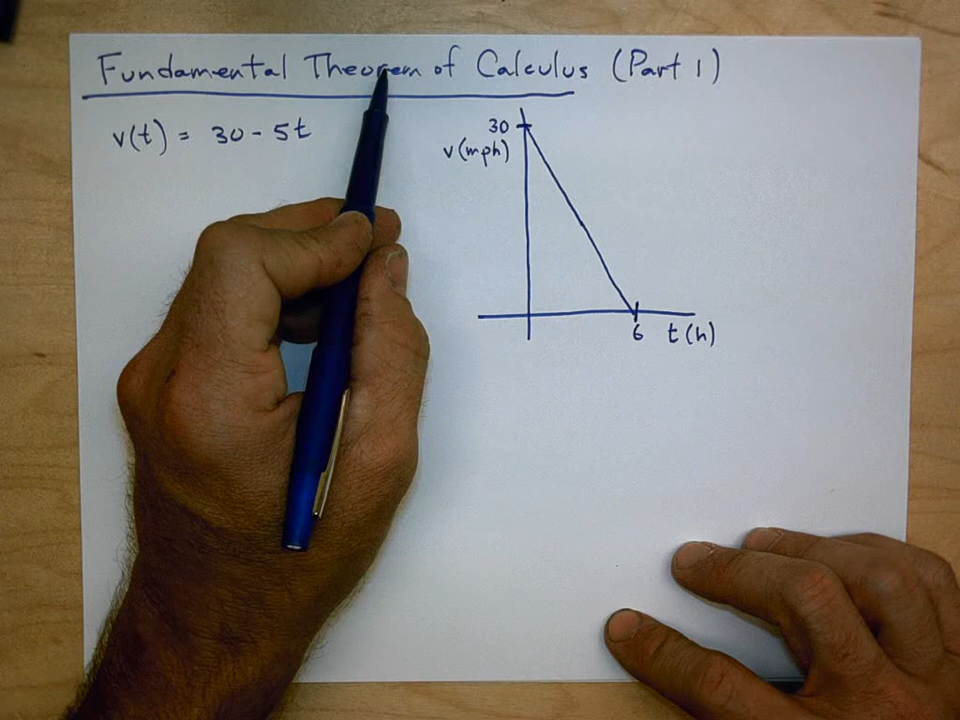 Fundamental Theorem of Calculus (Part 1)
v(t) = 30 - 5t
30
v(mph)
6 t(h)